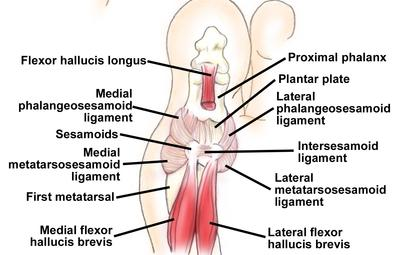 Flexor hallucis longus
Medial
phalangeosesamoid
ligament
Sesamoids
Medial
metatarsosesamoid
ligament
First metatarsal
Medial flexor
hallucis brevis
Proximal phalanx
Plantar plate
Lateral
phalangeosesamoid
ligament
Intersesamoid
ligament
Lateral
metatarsosesamoid
ligament
Lateral flexor
hallucis brevis